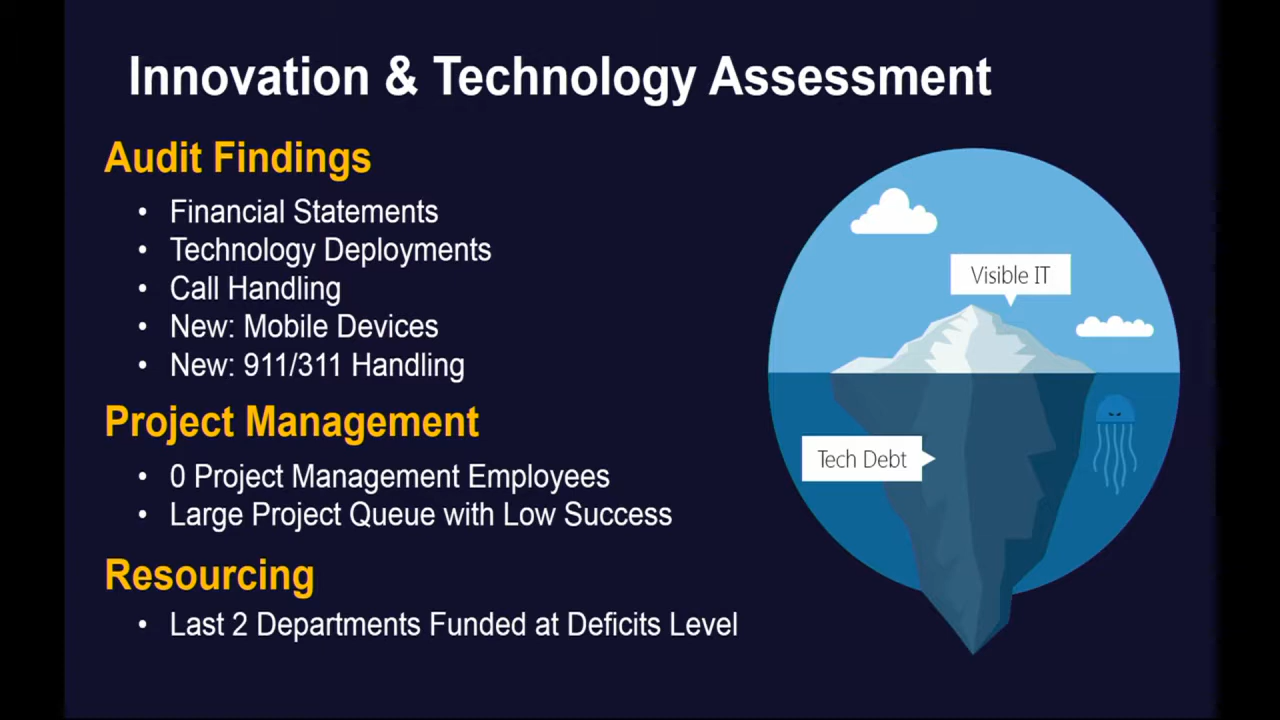 Innovation & Technology Assessment
Audit Findings
• Financial Statements
• Technology Deployments
• Call Handling
• New: Mobile Devices
• New: 911/311 Handling
Project Management
• 0 Project Management Employees
• Large Project Queue with Low Success
Resourcing
• Last 2 Departments Funded at Deficits Level
Visible IT
Tech Debt